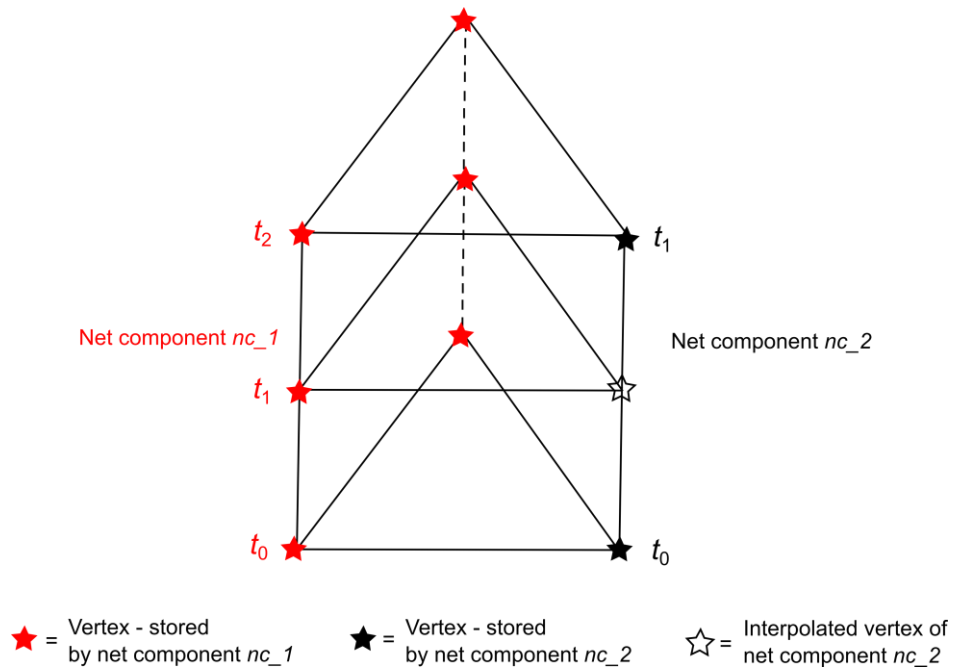 t2
t1
Net component nc_1
Net component nc_2
t1
t0
t0
= Vertex - stored
by net component nc_1
= Vertex - stored
by net component nc_2
= Interpolated vertex of
net component nc_2